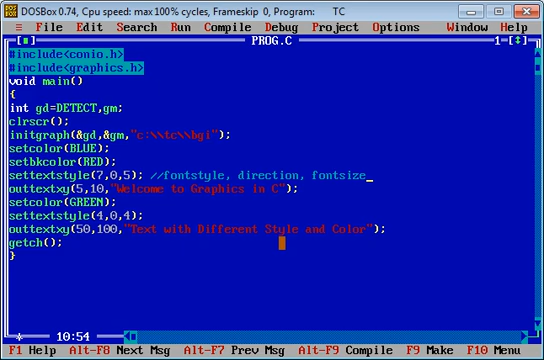 DOSBox 0.74, Cpu speed: max 100% cycles, Frameskip 0, Program: TC
≡ File Edit Search Run Compile Debug Project Options Window Help
[■] PROG.C 1=[↕]
#include<conio.h>
#include<graphics.h>
void main()
{
int gd=DETECT,gm;
clrscr();
initgraph(&gd,&gm,"c:\\tc\\bgi");
setcolor(BLUE);
setbkcolor(RED);
settextstyle(7,0,5); //fontstyle, direction, fontsize
outtextxy(5,10,"Welcome to Graphics in C");
setcolor(GREEN);
settextstyle(4,0,4);
outtextxy(50,100,"Text with Different Style and Color");
getch();
}
* 10:54
F1 Help Alt-F8 Next Msg Alt-F7 Prev Msg Alt-F9 Compile F9 Make F10 Menu